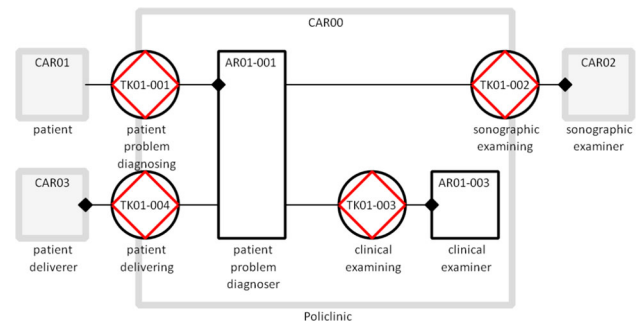 CAR00
CAR01
AR01-001
CAR02
TK01-001
TK01-002
patient
patient
problem
diagnosing
sonographic
examining
sonographic
examiner
CAR03
TK01-004
TK01-003
AR01-003
patient
deliverer
patient
delivering
patient
problem
diagnoser
clinical
examining
clinical
examiner
Policlinic